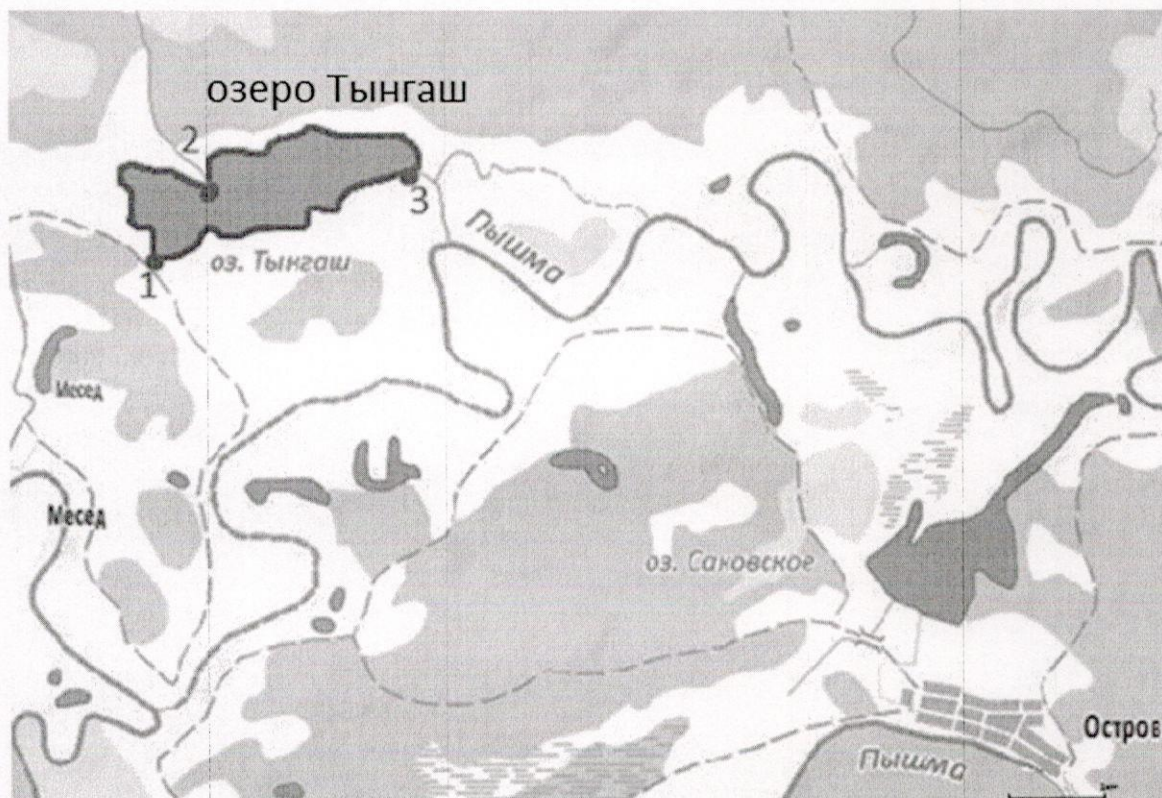 озеро Тынгаш
2
3
Пышма
оз. Тынгаш
1
Месед
Месед
оз. Саковское
Остров
Пышма